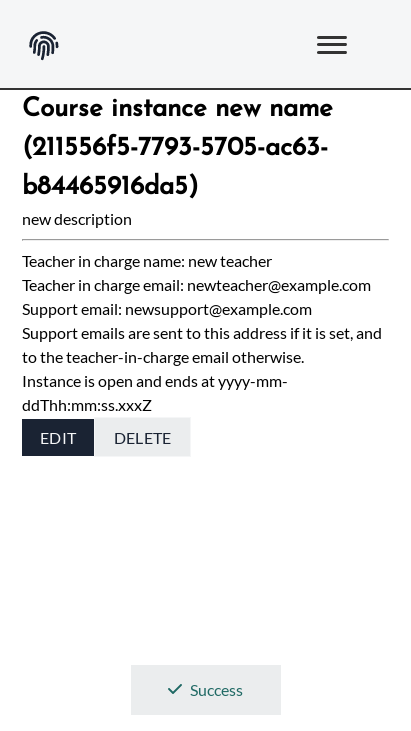 Course instance new name
(211556f5-7793-5705-ac63-
b84465916da5)
new description
Teacher in charge name: new teacher
Teacher in charge email: newteacher@example.com
Support email: newsupport@example.com
Support emails are sent to this address if it is set, and
to the teacher-in-charge email otherwise.
Instance is open and ends at yyyy-mm-
ddThh:mm:ss.xxxZ
EDIT DELETE
Success